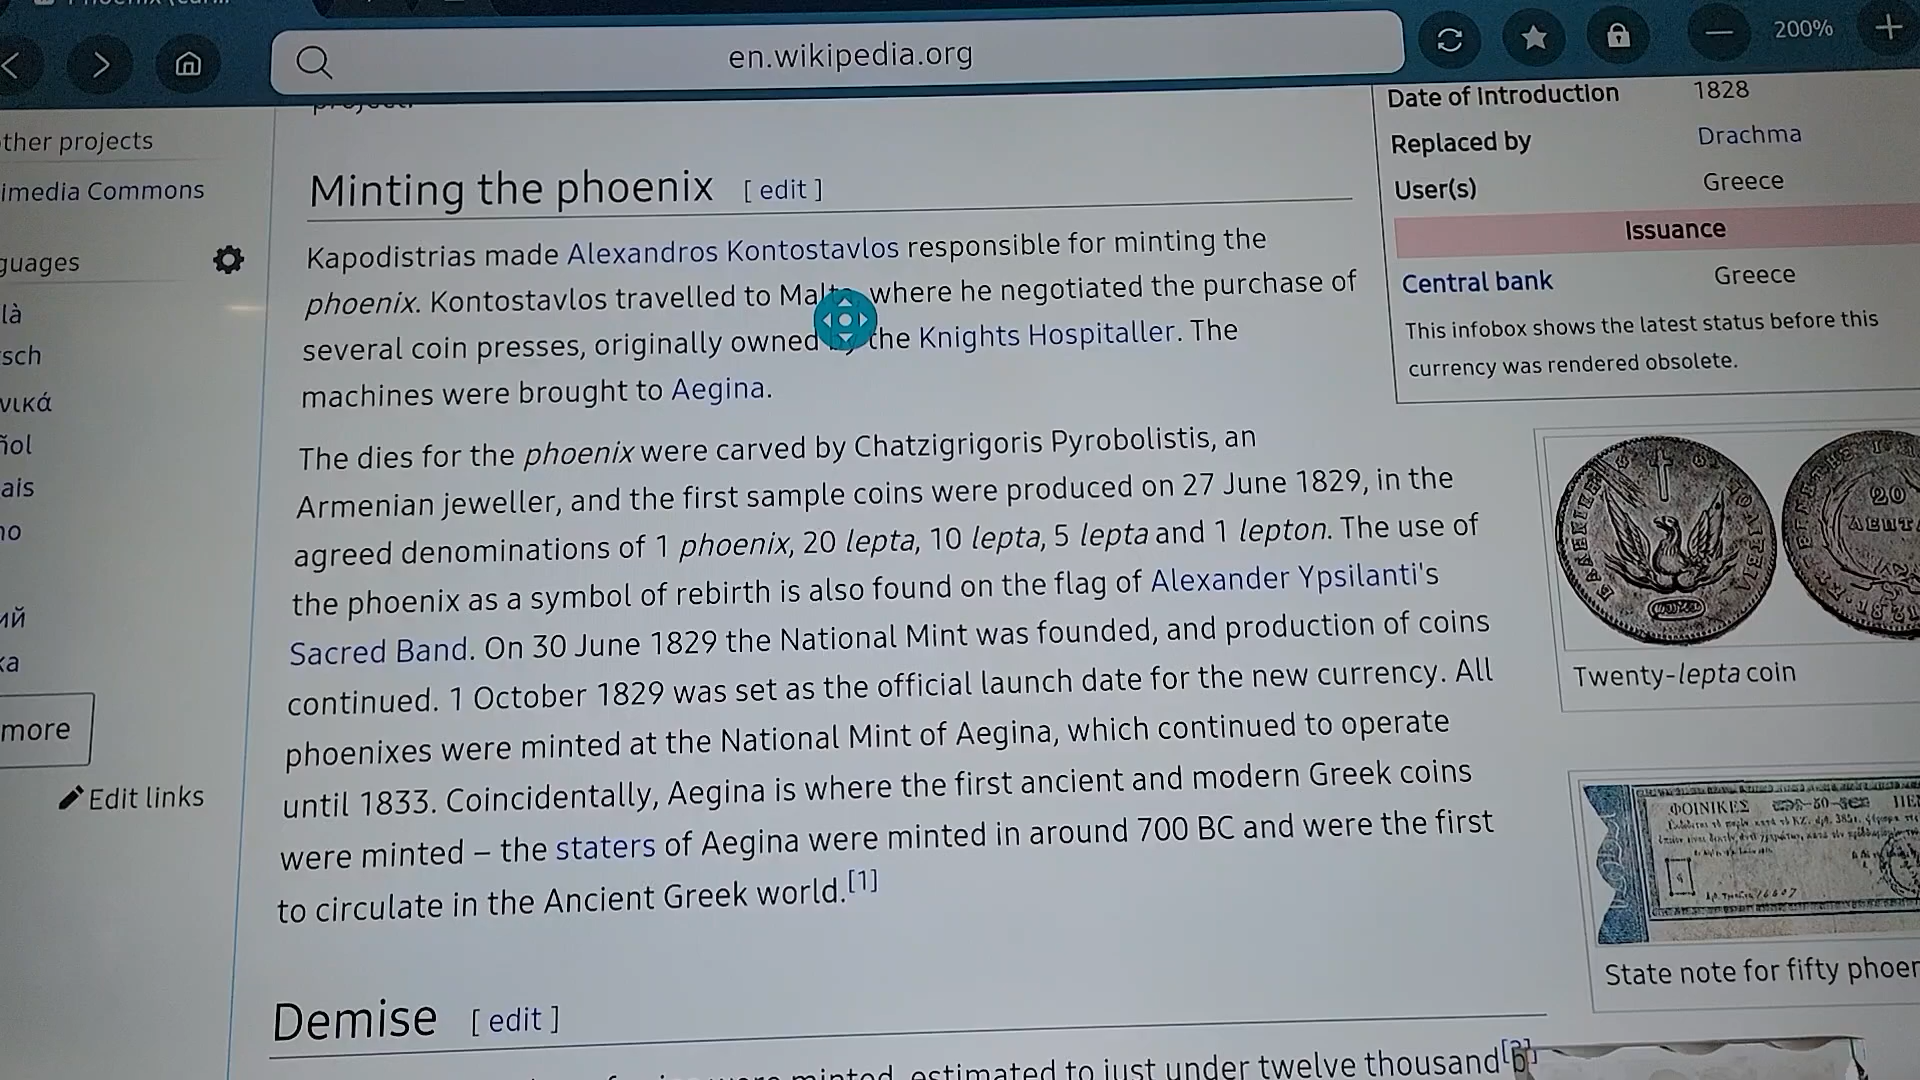 en.wikipedia.org
200%
ther projects
imedia Commons
guages
là
sch
νικά
ñol
ais
no
ий
ka
more
Edit links
Minting the phoenix [ edit ]
Kapodistrias made Alexandros Kontostavlos responsible for minting the
phoenix. Kontostavlos travelled to Malta, where he negotiated the purchase of
several coin presses, originally owned by the Knights Hospitaller. The
machines were brought to Aegina.
The dies for the phoenix were carved by Chatzigrigoris Pyrobolistis, an
Armenian jeweller, and the first sample coins were produced on 27 June 1829, in the
agreed denominations of 1 phoenix, 20 lepta, 10 lepta, 5 lepta and 1 lepton. The use of
the phoenix as a symbol of rebirth is also found on the flag of Alexander Ypsilanti's
Sacred Band. On 30 June 1829 the National Mint was founded, and production of coins
continued. 1 October 1829 was set as the official launch date for the new currency. All
phoenixes were minted at the National Mint of Aegina, which continued to operate
until 1833. Coincidentally, Aegina is where the first ancient and modern Greek coins
were minted – the staters of Aegina were minted in around 700 BC and were the first
to circulate in the Ancient Greek world.[1]
Demise [ edit ]
were minted, estimated to just under twelve thousand
Date of introduction 1828
Replaced by Drachma
User(s) Greece
Issuance
Central bank Greece
This infobox shows the latest status before this
currency was rendered obsolete.
20
1831
Twenty-lepta coin
ΦΟΙΝΙΚΕΣ
State note for fifty phoen